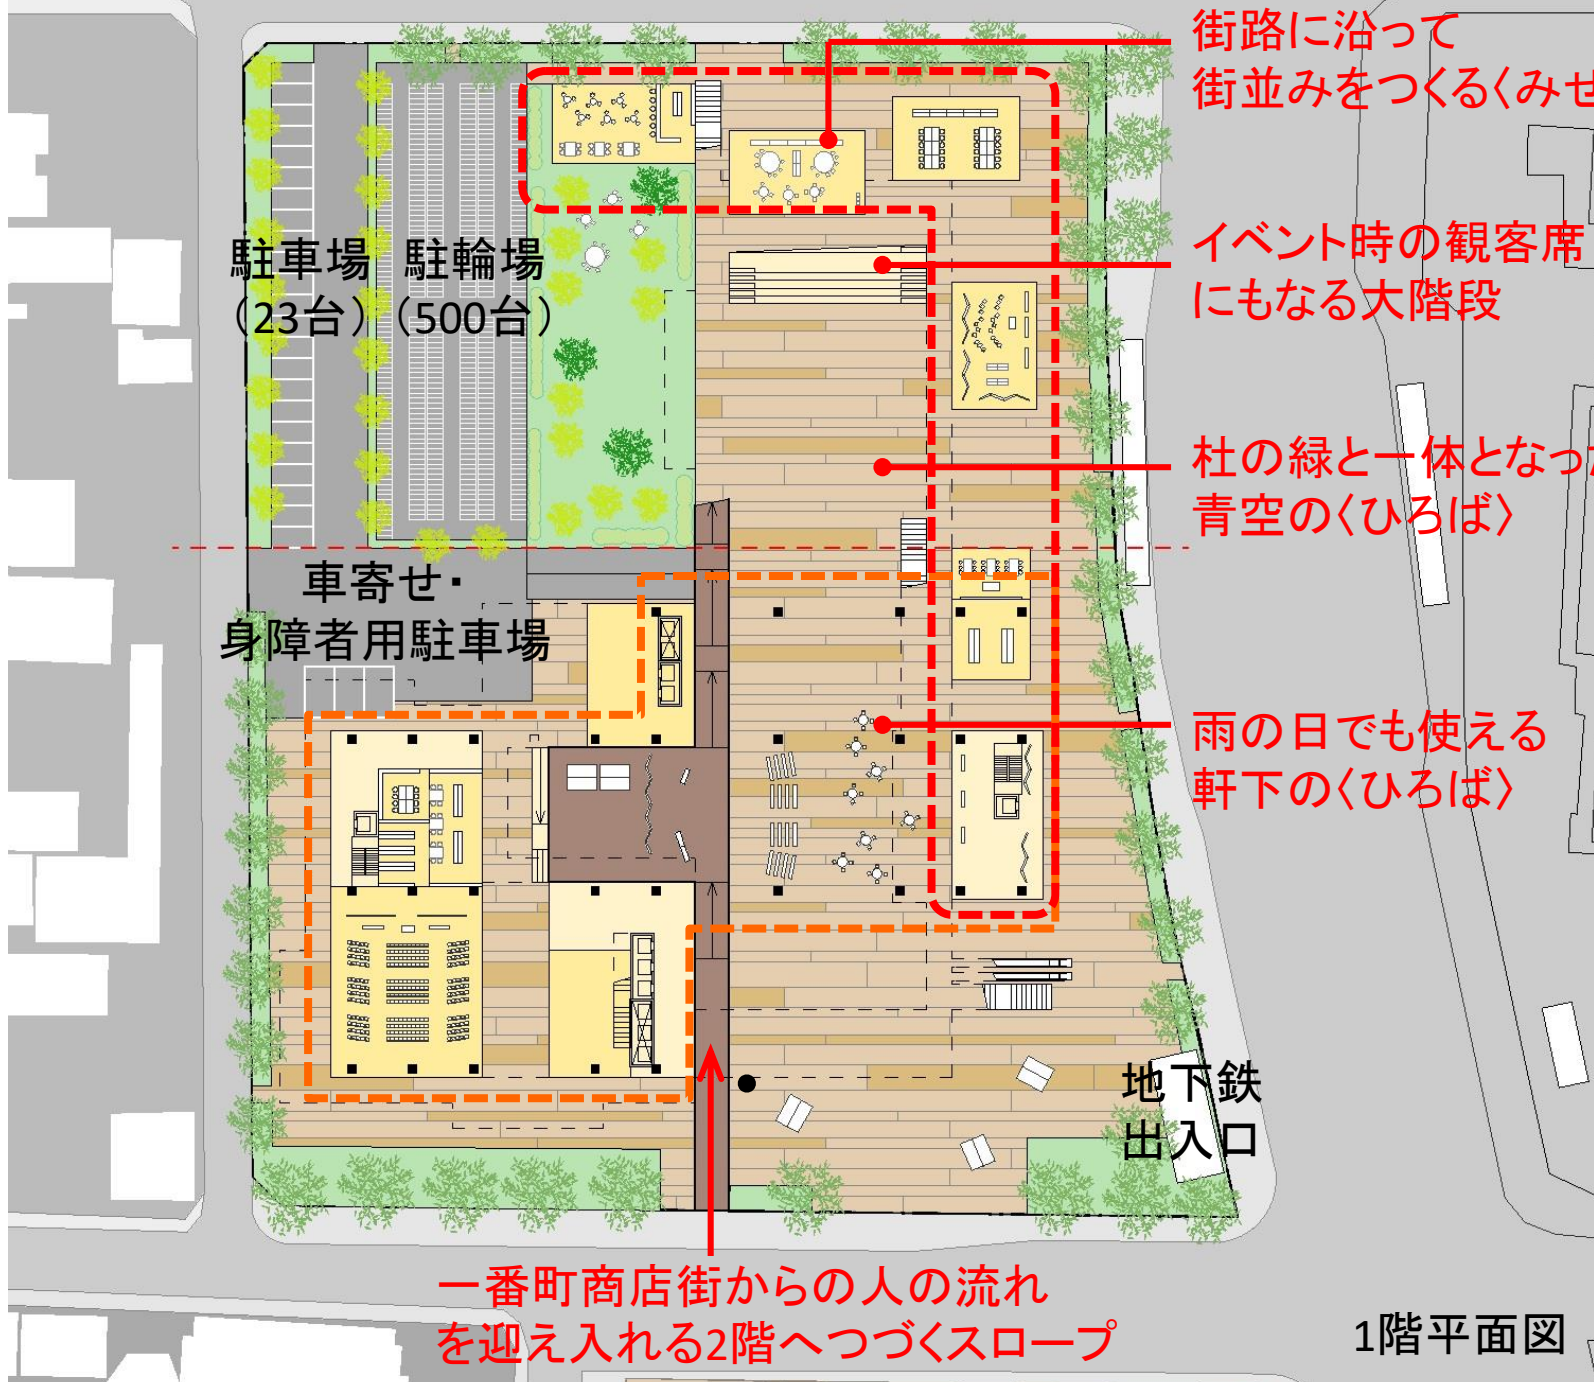 街路に沿って
街並みをつくる〈みせ
イベント時の観客席
にもなる大階段
駐車場
（23台）
駐輪場
（500台）
杜の緑と一体となっ
青空の〈ひろば〉
車寄せ・
身障者用駐車場
雨の日でも使える
軒下の〈ひろば〉
地下鉄
出入口
一番町商店街からの人の流れ
を迎え入れる2階へつづくスロープ
1階平面図